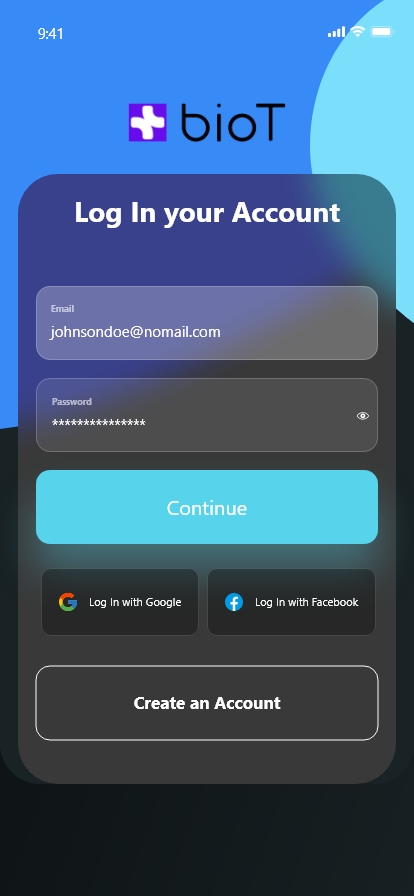 9:41
bioT
Log In your Account
Email
johnsondoe@nomail.com
Password
***************
Continue
Log In with Google
Log In with Facebook
Create an Account